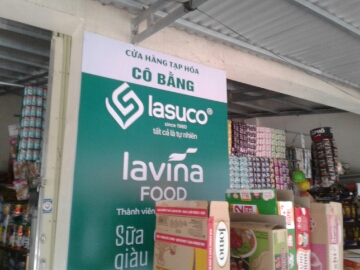 CỬA HÀNG TẠP HÓA
CÔ BẰNG
lasuco®
since 1980
tất cả là tự nhiên
lavina
FOOD
Thành viên
Sữa
giàu